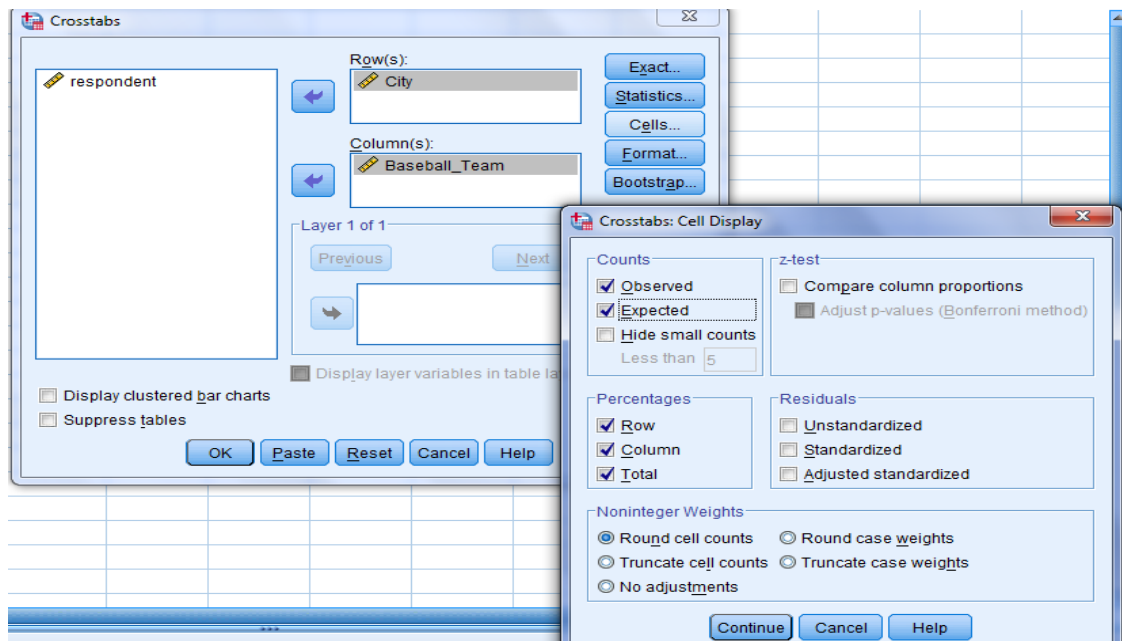 Crosstabs
respondent
Row(s):
City
Column(s):
Baseball_Team
Exact...
Statistics...
Cells...
Format...
Bootstrap...
Layer 1 of 1
Previous
Next
Display layer variables in table la
Display clustered bar charts
Suppress tables
OK
Paste
Reset
Cancel
Help
Crosstabs: Cell Display
Counts
Observed
Expected
Hide small counts
Less than 5
z-test
Compare column proportions
Adjust p-values (Bonferroni method)
Percentages
Row
Column
Total
Residuals
Unstandardized
Standardized
Adjusted standardized
Noninteger Weights
Round cell counts
Round case weights
Truncate cell counts
Truncate case weights
No adjustments
Continue
Cancel
Help